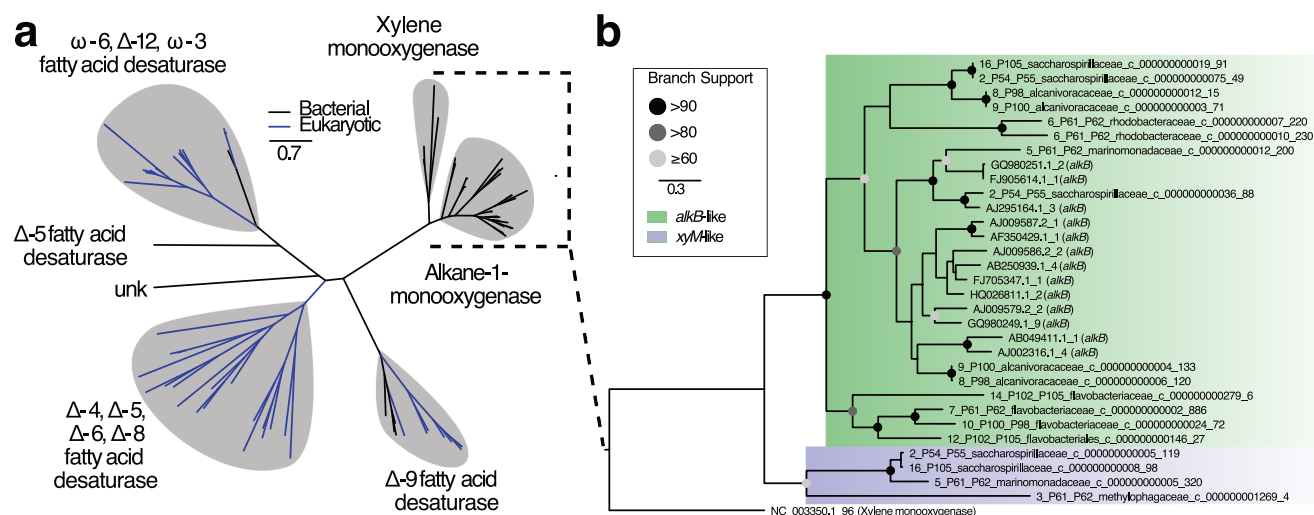 a
ω-6, Δ-12, ω-3
fatty acid desaturase
Xylene
monooxygenase
Bacterial
Eukaryotic
0.7
Δ-5 fatty acid
desaturase
unk
Alkane-1-
monooxygenase
Δ-4, Δ-5,
Δ-6, Δ-8
fatty acid
desaturase
Δ-9 fatty acid
desaturase
b
Branch Support
>90
>80
≥60
0.3
alkB-like
xylM-like
16_P105_saccharospirillaceae_c_000000000019_91
2_P54_P55_saccharospirillaceae_c_000000000075_49
8_P98_alcanivoracaceae_c_000000000012_15
9_P100_alcanivoracaceae_c_000000000003_71
6_P61_P62_rhodobacteraceae_c_000000000007_220
6_P61_P62_rhodobacteraceae_c_000000000010_230
5_P61_P62_marinomonadaceae_c_000000000012_200
GQ980251.1_2 (alkB)
FJ905614.1_1 (alkB)
2_P54_P55_saccharospirillaceae_c_000000000036_88
AJ295164.1_3 (alkB)
AJ009587.2_1 (alkB)
AF350429.1_1 (alkB)
AJ009586.2_2 (alkB)
AB250939.1_4 (alkB)
FJ705347.1_1 (alkB)
HQ026811.1_2 (alkB)
AJ009579.2_2 (alkB)
GQ980249.1_9 (alkB)
AB049411.1_1 (alkB)
AJ002316.1_4 (alkB)
9_P100_alcanivoracaceae_c_000000000004_133
8_P98_alcanivoracaceae_c_000000000006_120
14_P102_P105_flavobacteriaceae_c_000000000279_6
7_P61_P62_flavobacteriaceae_c_000000000002_886
10_P100_P98_flavobacteriaceae_c_000000000024_72
12_P102_P105_flavobacteriales_c_000000000146_27
2_P54_P55_saccharospirillaceae_c_000000000005_119
16_P105_saccharospirillaceae_c_000000000008_98
5_P61_P62_marinomonadaceae_c_000000000005_320
3_P61_P62_methylophagaceae_c_000000001269_4
NC_003350.1_96 (Xylene monooxygenase)